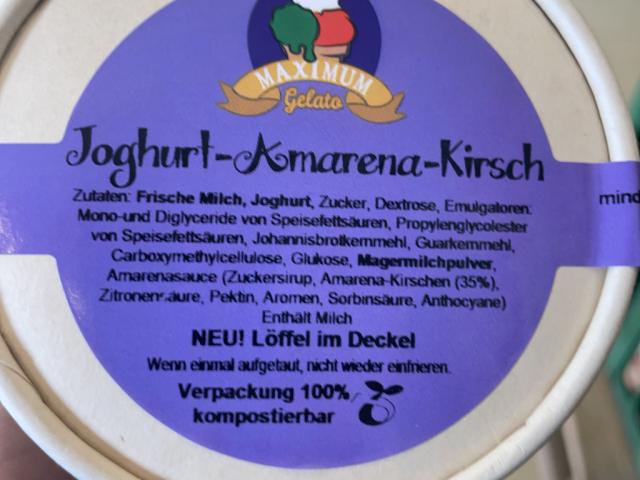 MAXIMUM
Gelato
Joghurt-Amarena-Kirsch
Zutaten: Frische Milch, Joghurt, Zucker, Dextrose, Emulgatoren:
Mono-und Diglyceride von Speisefettsäuren, Propylenglycolester
von Speisefettsäuren, Johannisbrotkernmehl, Guarkernmehl,
Carboxymethylcellulose, Glukose, Magermilchpulver,
Amarenasauce (Zuckersirup, Amarena-Kirschen (35%),
Zitronensäure, Pektin, Aromen, Sorbinsäure, Anthocyane)
Enthält Milch
NEU! Löffel im Deckel
Wenn einmal aufgetaut, nicht wieder einfrieren.
Verpackung 100%
kompostierbar
mind